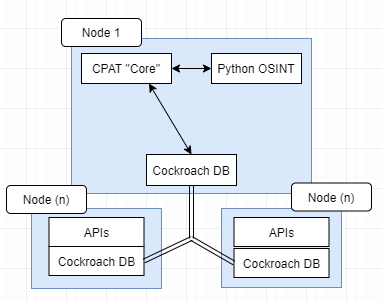 Node 1
CPAT "Core"
Python OSINT
Cockroach DB
Node (n)
Node (n)
APIs
APIs
Cockroach DB
Cockroach DB